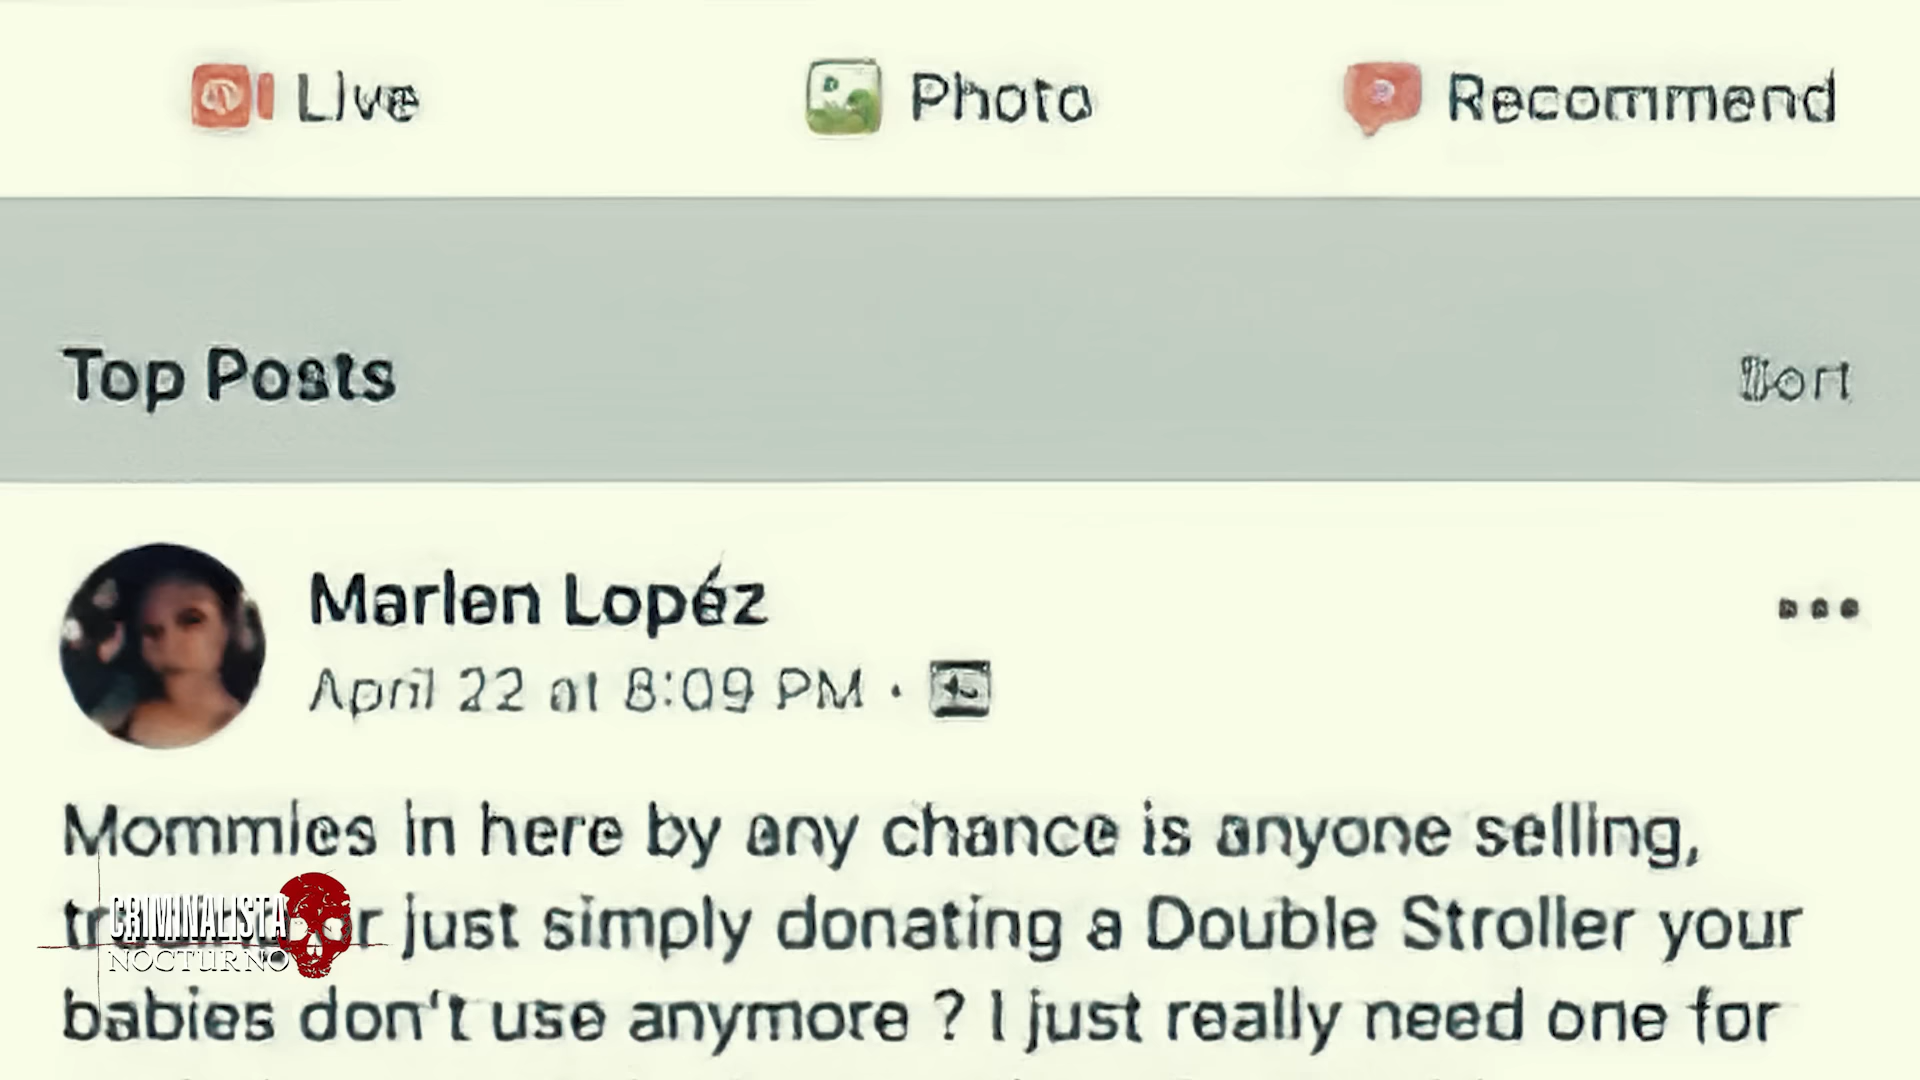 Live
Photo
Recommend
Top Posts
Sort
Marlen Lopéz
April 22 at 8:09 PM ·
Mommies in here by any chance is anyone selling,
or just simply donating a Double Stroller your
babies don't use anymore ? I just really need one for
CRIMINALISTA
NOCTURNO